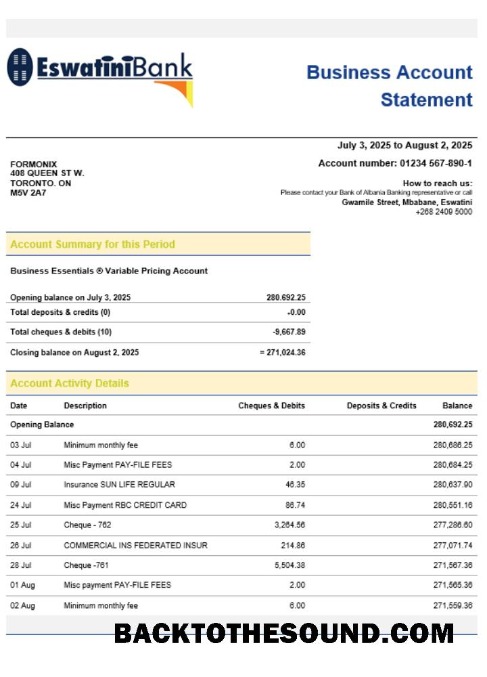 EswatiniBank
Business Account
Statement
July 3, 2025 to August 2, 2025
Account number: 01234 567-890-1
FORMONIX
408 QUEEN ST W.
TORONTO. ON
M5V 2A7
How to reach us:
Please contact your Bank of Albania Banking representative or call
Gwamile Street, Mbabane, Eswatini
+268 2409 5000
Account Summary for this Period
Business Essentials ® Variable Pricing Account
Opening balance on July 3, 2025 280.692.25
Total deposits & credits (0) -0.00
Total cheques & debits (10) -9,667.89
Closing balance on August 2, 2025 = 271,024.36
Account Activity Details
Date Description Cheques & Debits Deposits & Credits Balance
Opening Balance 280,692.25
03 Jul Minimum monthly fee 6.00 280,686.25
04 Jul Misc Payment PAY-FILE FEES 2.00 280,684.25
09 Jul Insurance SUN LIFE REGULAR 46.35 280,637.90
24 Jul Misc Payment RBC CREDIT CARD 86.74 280,551.16
25 Jul Cheque - 762 3,264.56 277,286.60
26 Jul COMMERCIAL INS FEDERATED INSUR 214.86 277,071.74
28 Jul Cheque -761 5,504.38 271,567.36
01 Aug Misc payment PAY-FILE FEES 2.00 271,565.36
02 Aug Minimum monthly fee 6.00 271,559.36
BACKTOTHESOUND.COM